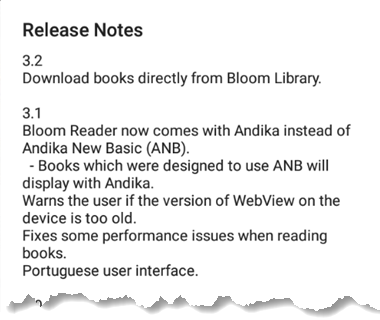 Release Notes
3.2
Download books directly from Bloom Library.
3.1
Bloom Reader now comes with Andika instead of
Andika New Basic (ANB).
- Books which were designed to use ANB will
display with Andika.
Warns the user if the version of WebView on the
device is too old.
Fixes some performance issues when reading
books.
Portuguese user interface.